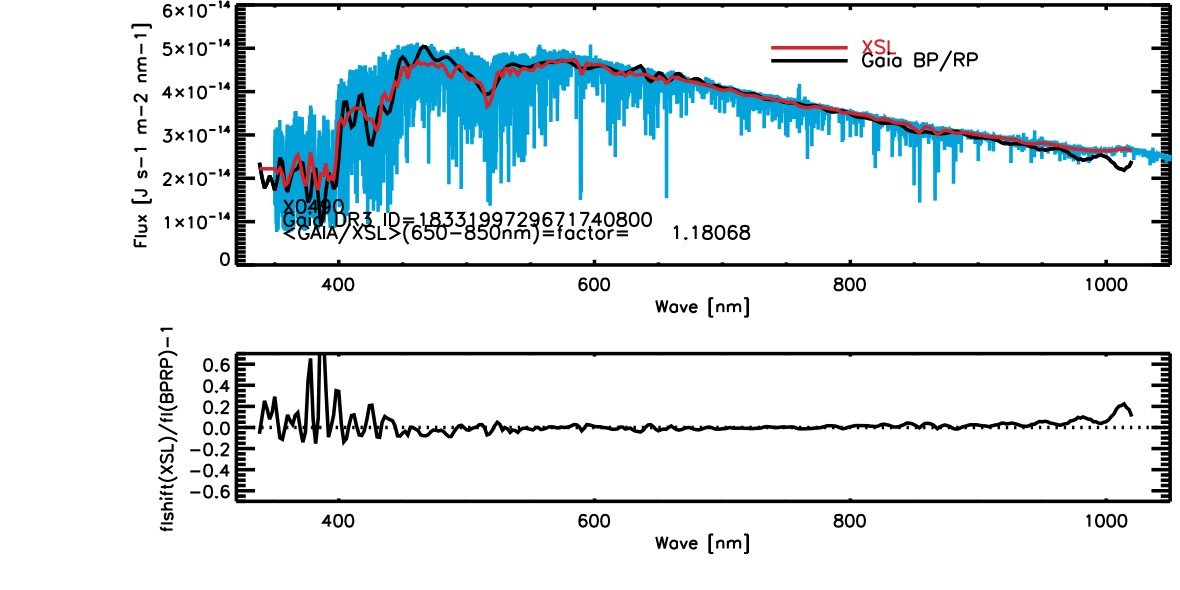 6×10⁻¹⁴
5×10⁻¹⁴
4×10⁻¹⁴
3×10⁻¹⁴
2×10⁻¹⁴
1×10⁻¹⁴
0
Flux [J s−1 m−2 nm−1]
XSL
Gaia BP/RP
X0490
Gaia DR3 ID=1833199729671740800
<GAIA/XSL>(650−850nm)=factor= 1.18068
400 600 800 1000
Wave [nm]
0.6
0.4
0.2
0.0
−0.2
−0.4
−0.6
flshift(XSL)/fl(BPRP)−1
400 600 800 1000
Wave [nm]